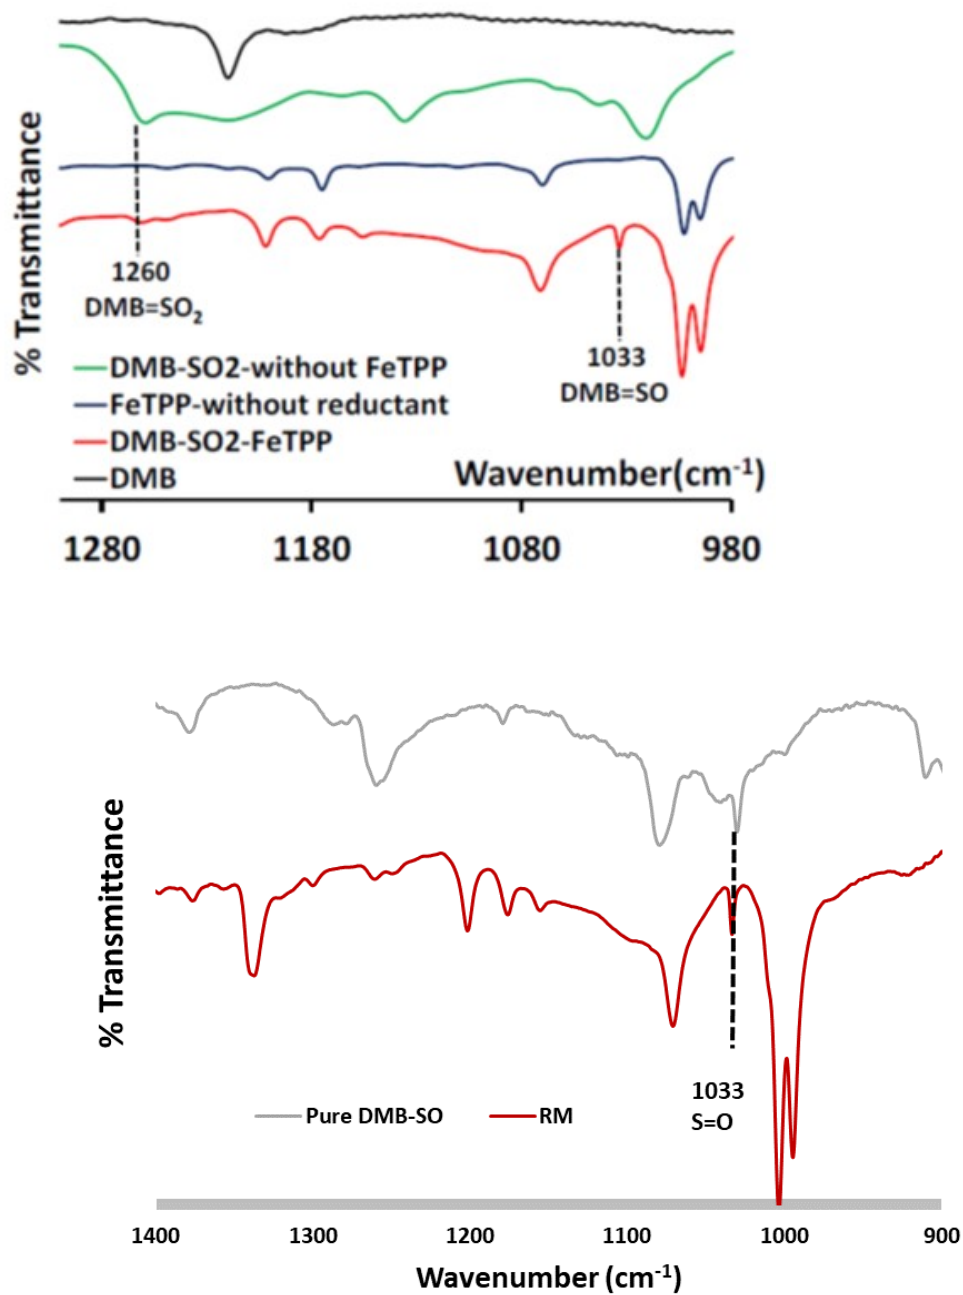 % Transmittance
1260
DMB=SO₂
1033
DMB=SO
DMB-SO2-without FeTPP
FeTPP-without reductant
DMB-SO2-FeTPP
DMB
Wavenumber(cm⁻¹)
1280 1180 1080 980
% Transmittance
1033
S=O
Pure DMB-SO RM
1400 1300 1200 1100 1000 900
Wavenumber (cm⁻¹)